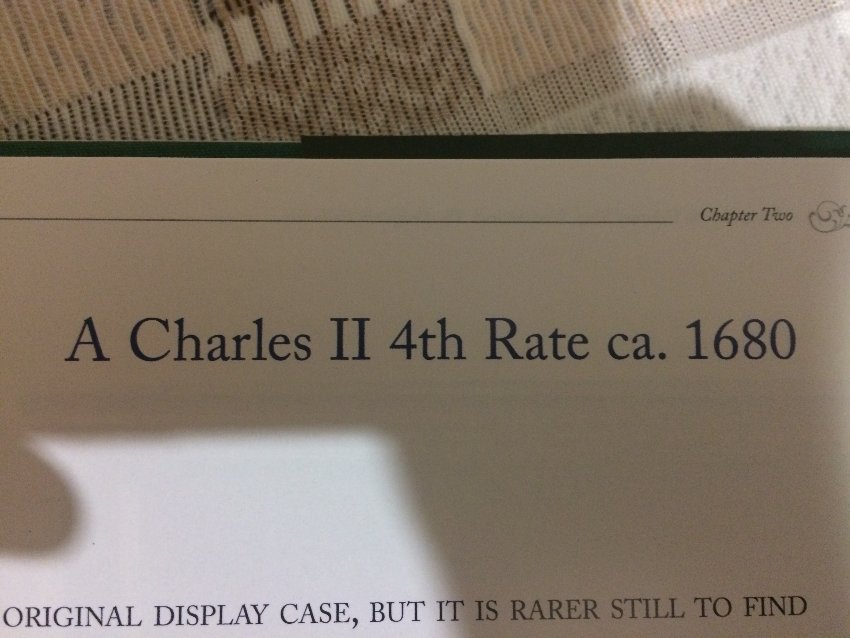 Chapter Two
A Charles II 4th Rate ca. 1680
ORIGINAL DISPLAY CASE, BUT IT IS RARER STILL TO FIND